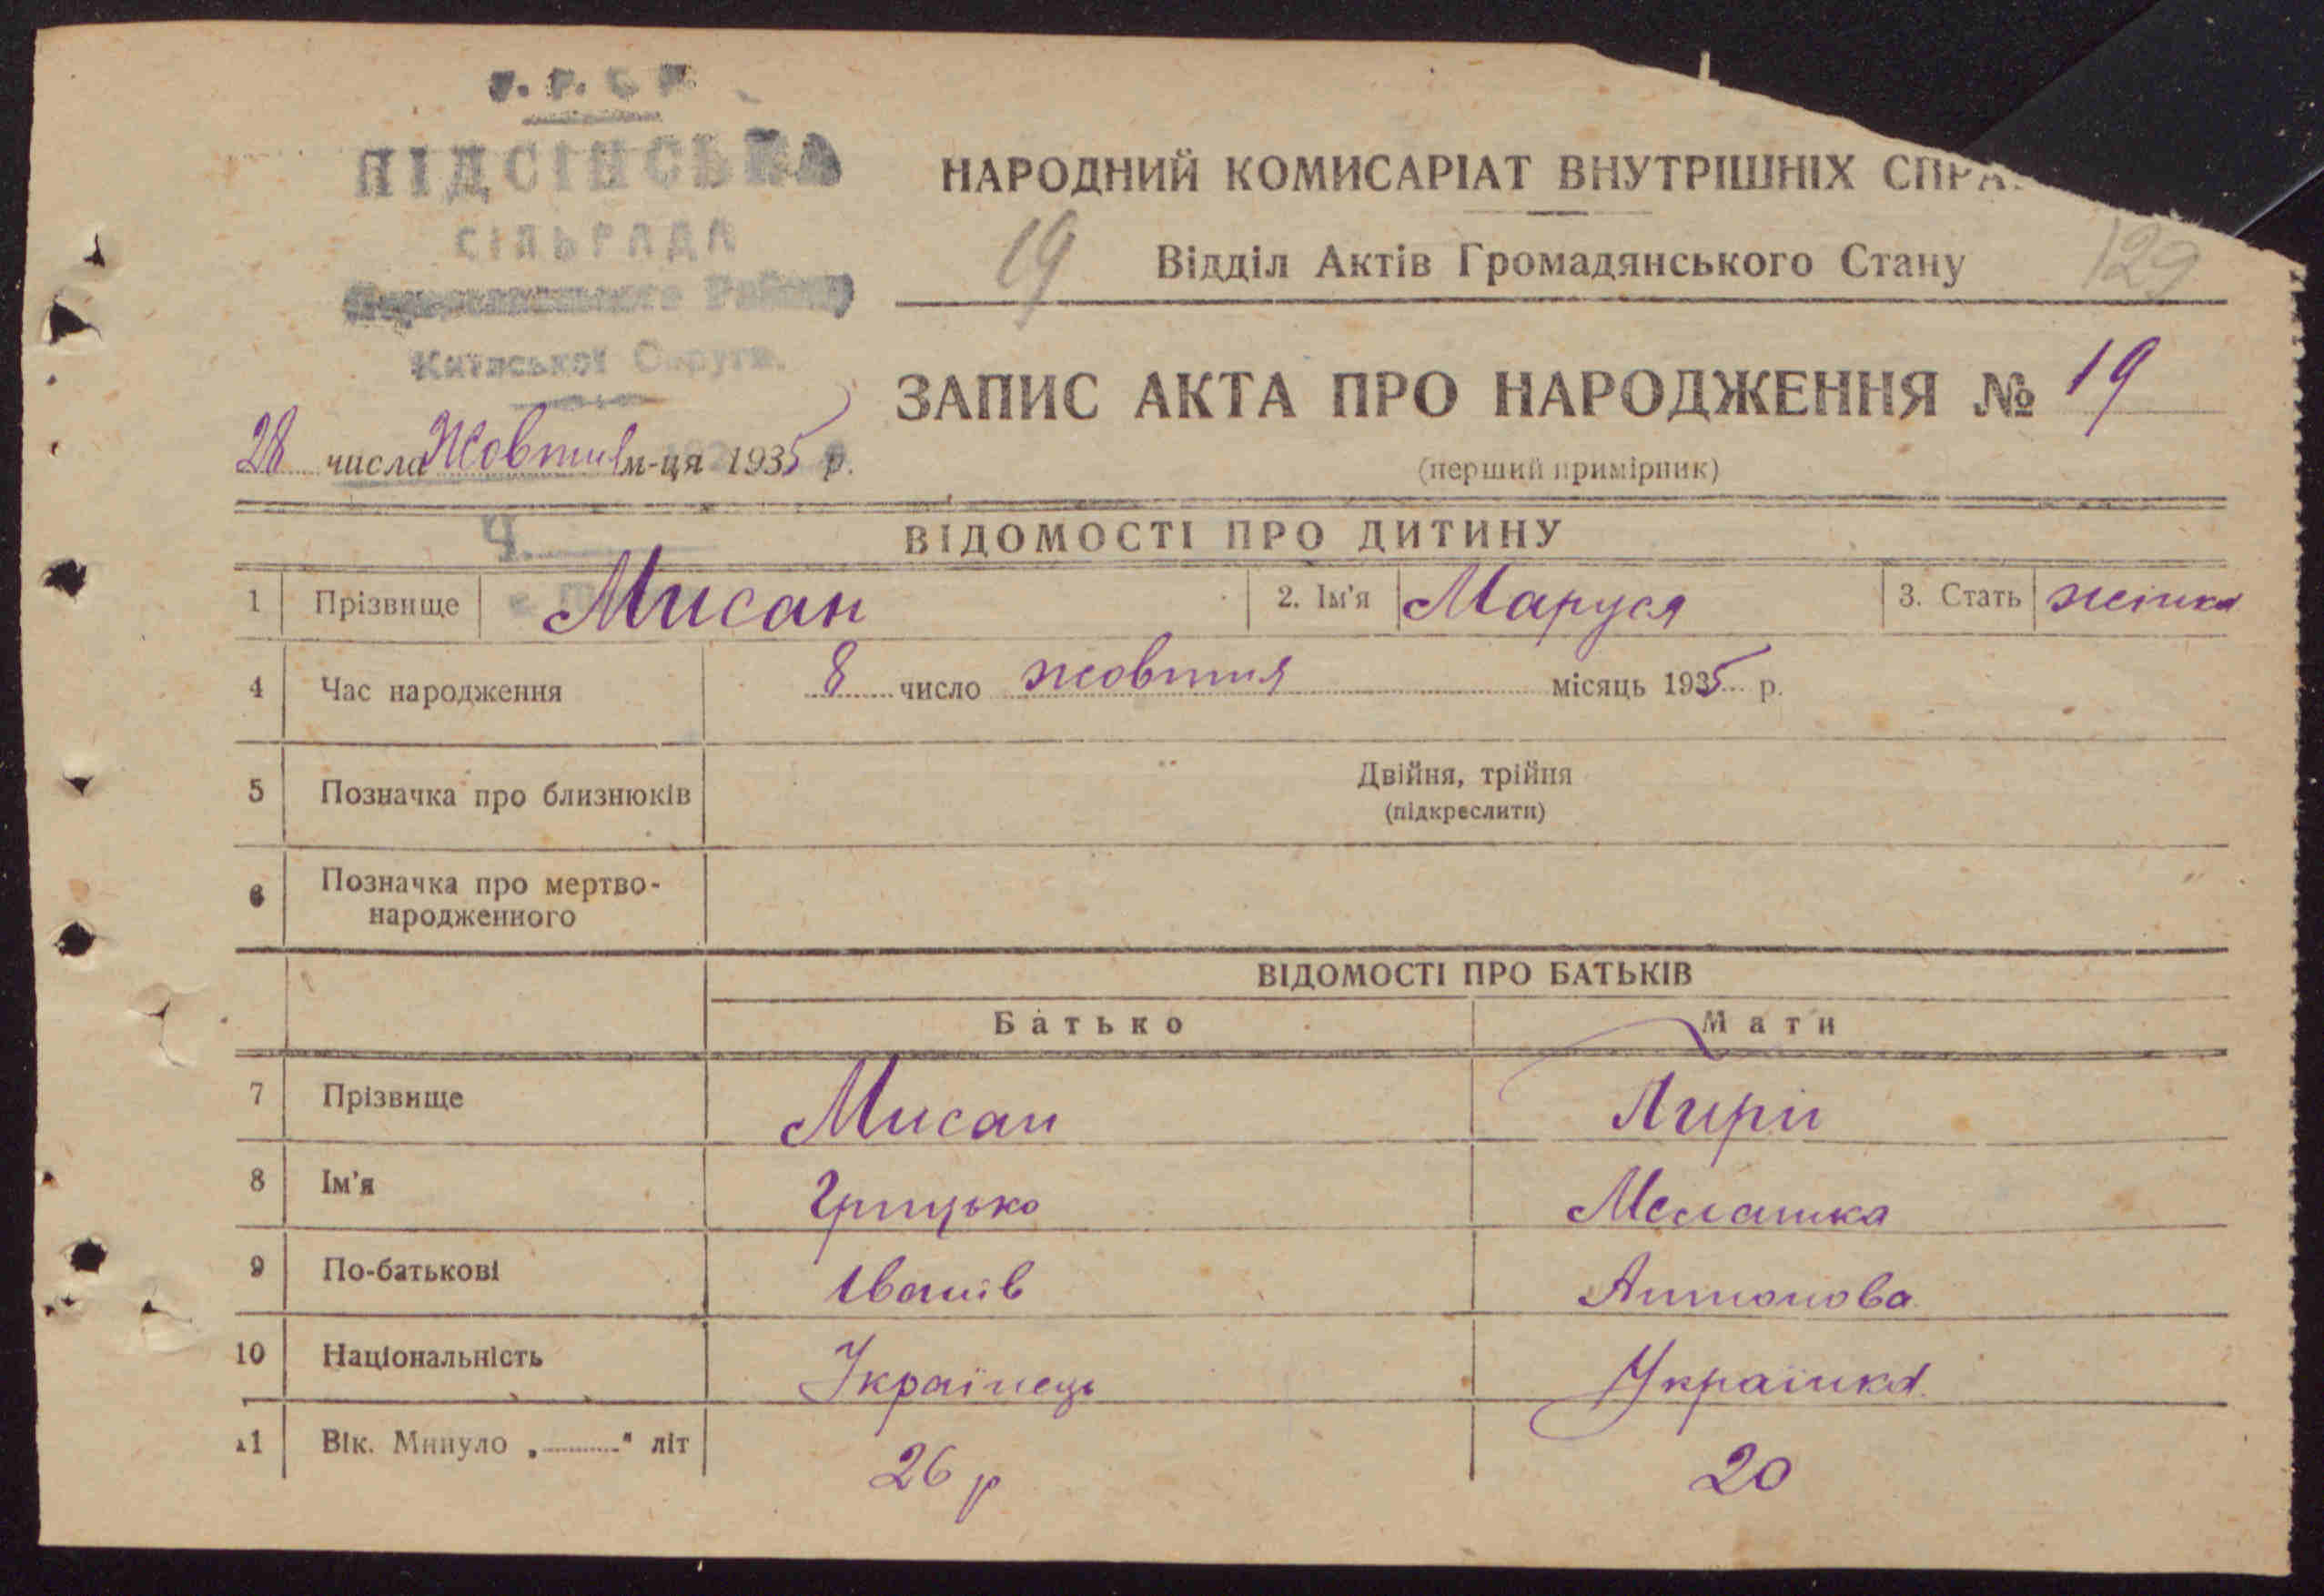 У. Р. С. Р.
ПІДСІНСЬКА
СІЛЬРАДА
Району
Київської Округи.
НАРОДНИЙ КОМИСАРІАТ ВНУТРІШНІХ СПРА
19 Відділ Актів Громадянського Стану 129
ЗАПИС АКТА ПРО НАРОДЖЕННЯ № 19
28 числа Жовтня м-ця 1935 р.
(перший примірник)
Ч.
ВІДОМОСТІ ПРО ДИТИНУ
1 Прізвище Мисан 2. Ім'я Маруся 3. Стать жінка
4 Час народження 8 число жовтня місяць 1935 р.
5 Позначка про близнюків Двійня, трійня
(підкреслити)
6 Позначка про мертво-
народженного
ВІДОМОСТІ ПРО БАТЬКІВ
Батько Мати
7 Прізвище Мисан Пирій
8 Ім'я Грицько Мелашка
9 По-батькові Іванів Антонова
10 Національність Українець Українка
11 Вік. Минуло „ “ літ 26 р 20